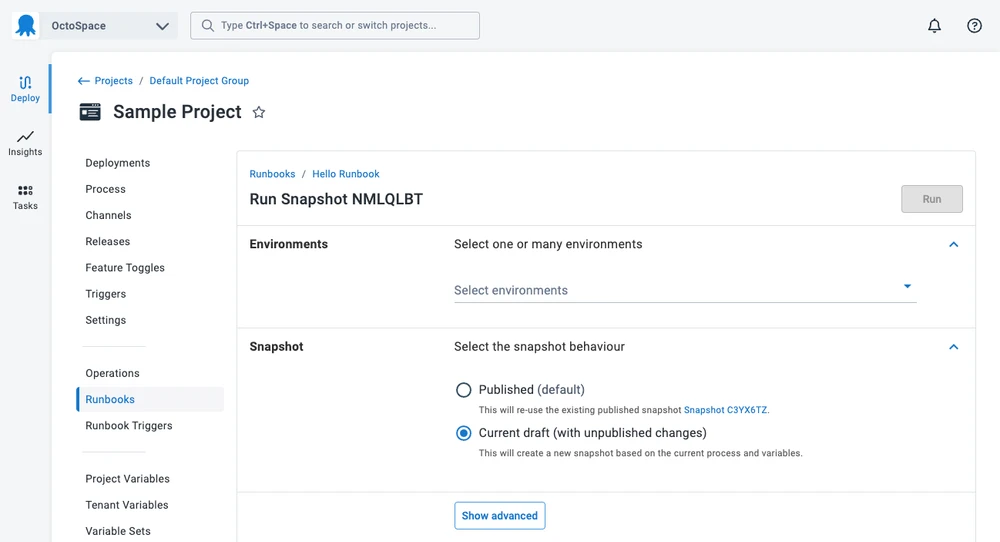 OctoSpace
Type Ctrl+Space to search or switch projects...
Deploy
Insights
Tasks
Projects / Default Project Group
Sample Project
Deployments
Process
Channels
Releases
Feature Toggles
Triggers
Settings
Operations
Runbooks
Runbook Triggers
Project Variables
Tenant Variables
Variable Sets
Runbooks / Hello Runbook
Run Snapshot NMLQLBT
Run
Environments
Select one or many environments
Select environments
Snapshot
Select the snapshot behaviour
Published (default)
This will re-use the existing published snapshot Snapshot C3YX6TZ.
Current draft (with unpublished changes)
This will create a new snapshot based on the current process and variables.
Show advanced